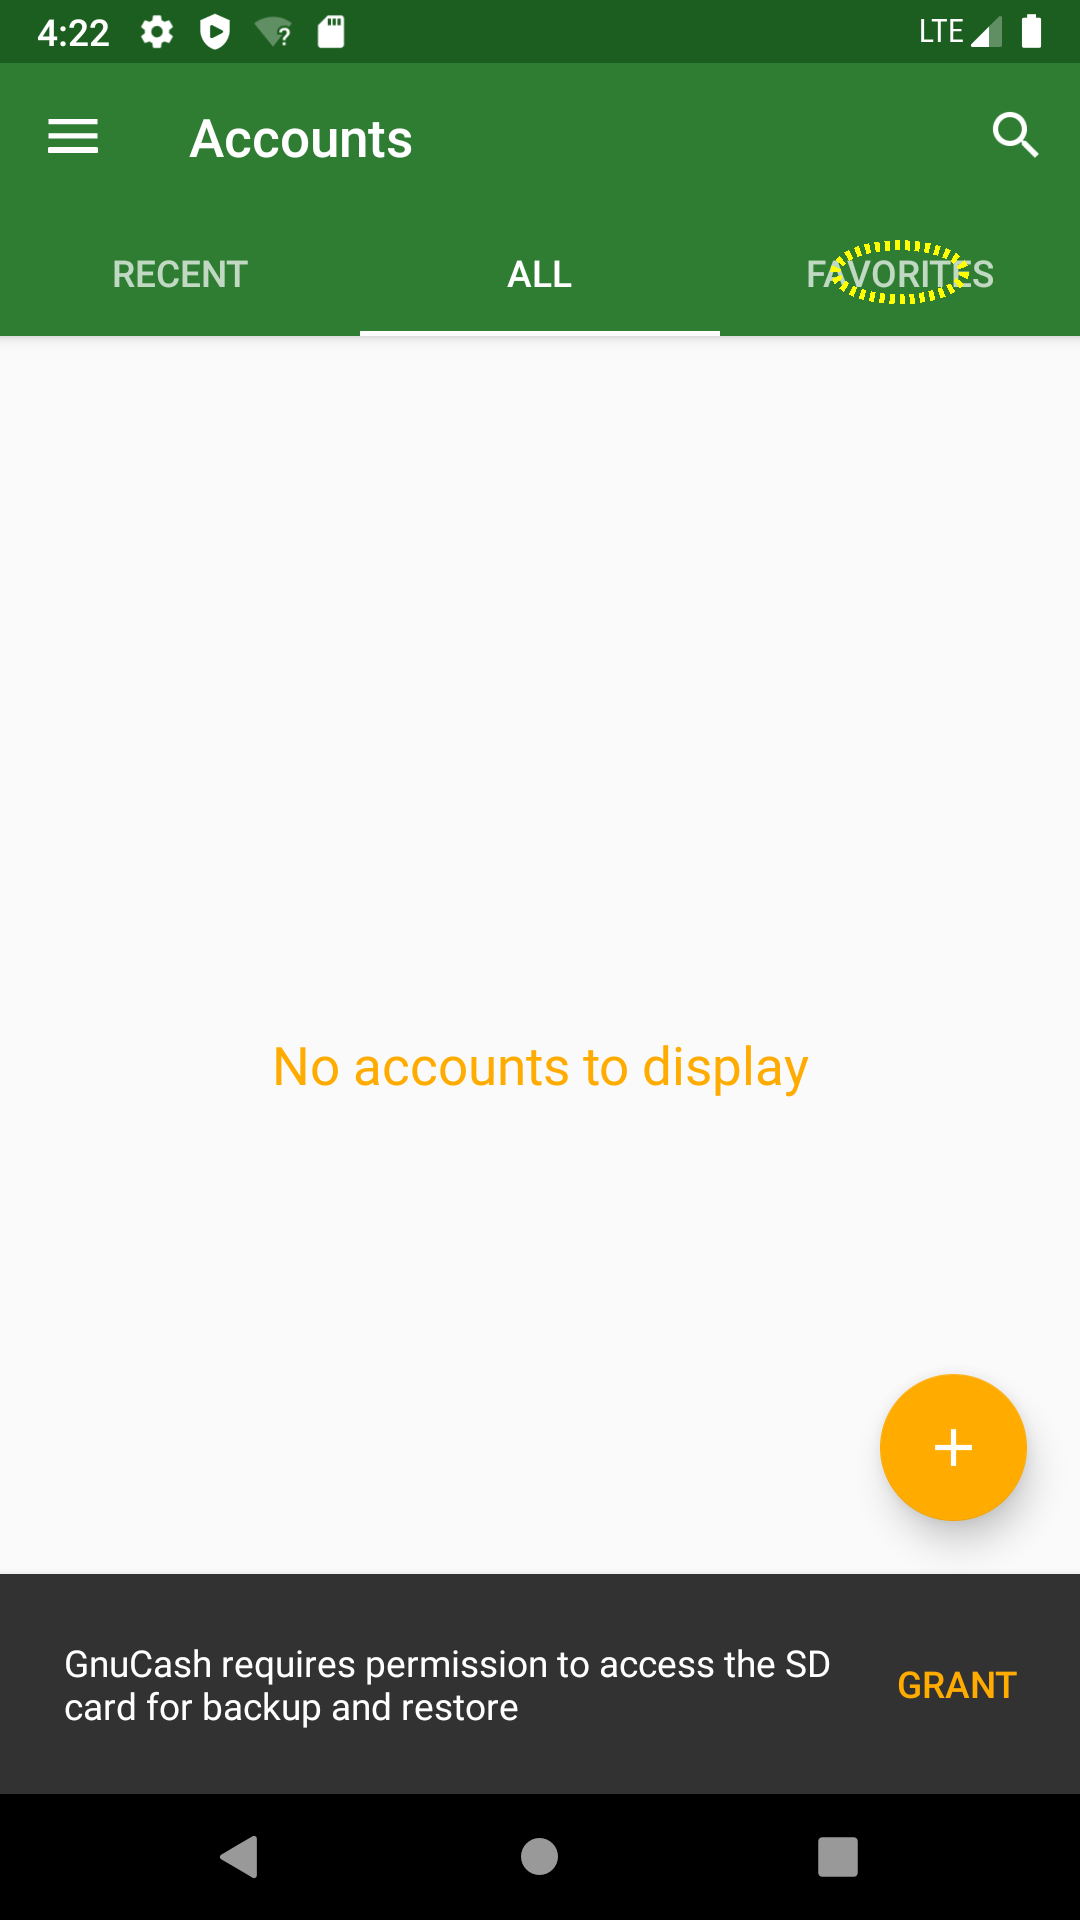 4:22
LTE
Accounts
RECENT
ALL
FAVORITES
No accounts to display
GnuCash requires permission to access the SD
card for backup and restore
GRANT